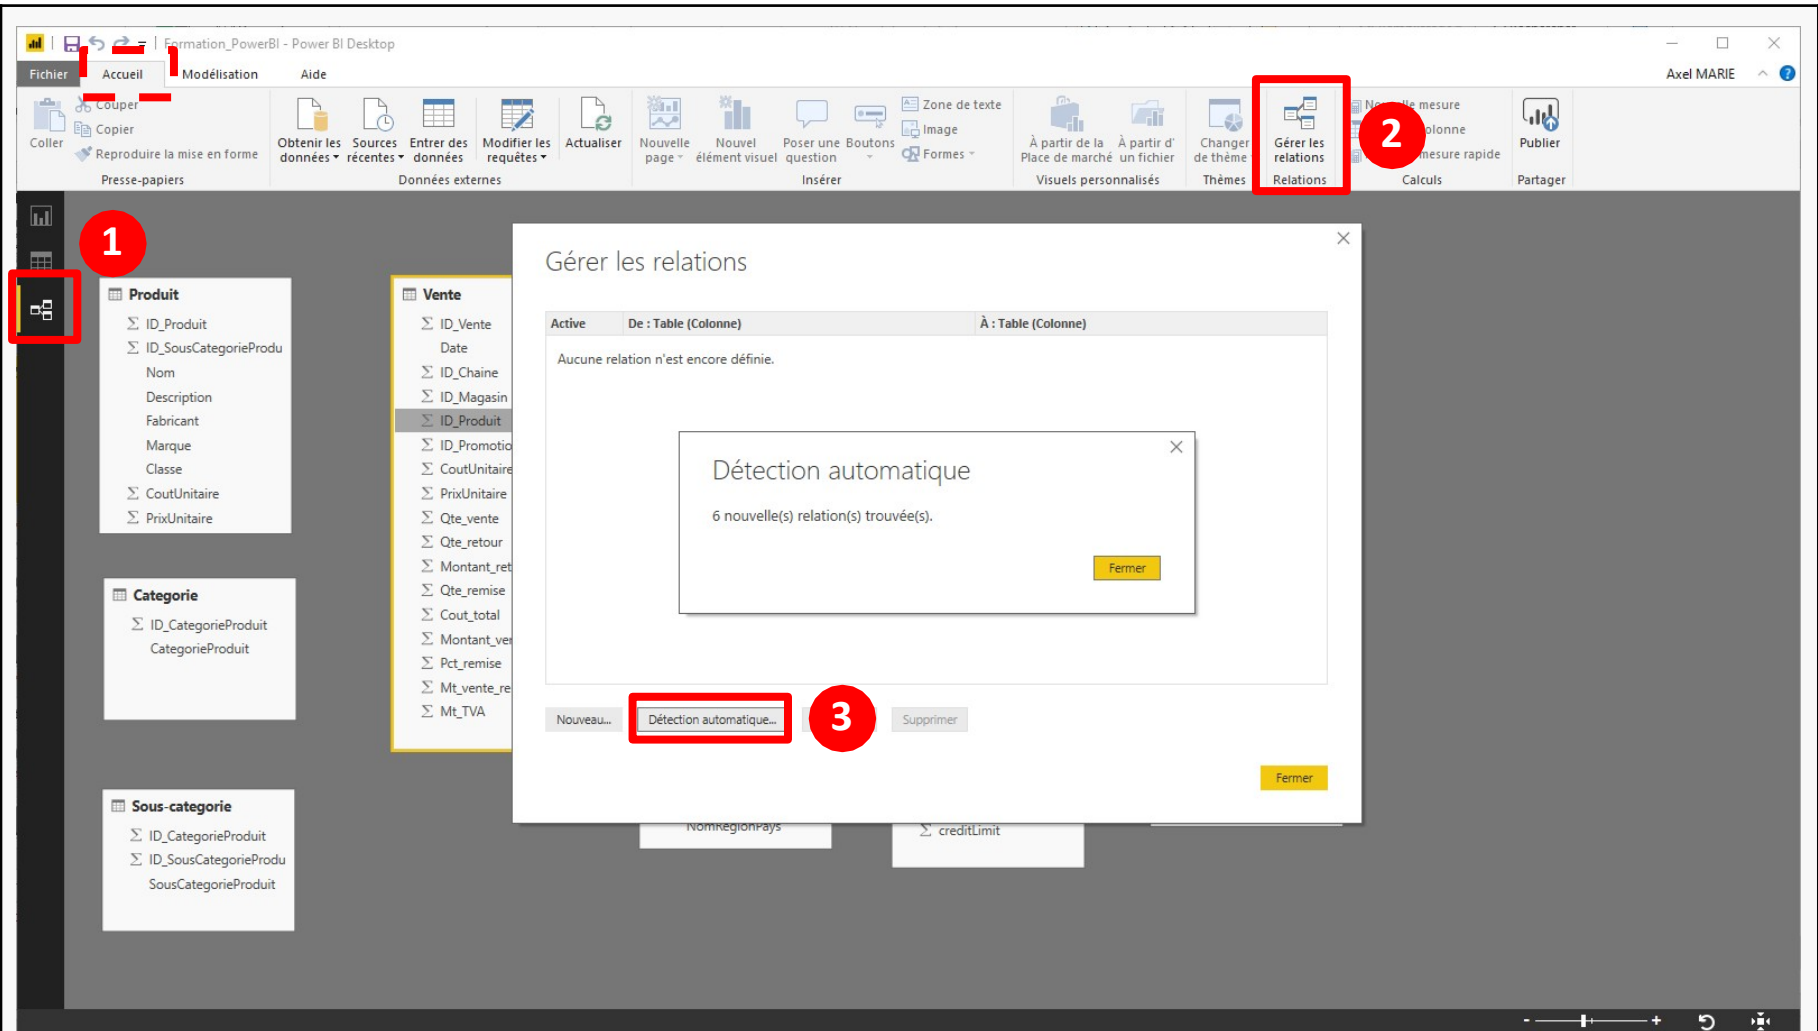 Formation_PowerBI - Power BI Desktop
Fichier Accueil Modélisation Aide Axel MARIE
Coller
Couper
Copier
Reproduire la mise en forme
Presse-papiers
Obtenir les données
Sources récentes
Entrer des données
Modifier les requêtes
Actualiser
Données externes
Nouvelle page
Nouvel élément visuel
Poser une question
Boutons
Zone de texte
Image
Formes
Insérer
À partir de la Place de marché
À partir d' un fichier
Visuels personnalisés
Changer de thème
Thèmes
Gérer les relations
Relations
2
mesure
olonne
mesure rapide
Calculs
Publier
Partager
1
Produit
ID_Produit
ID_SousCategorieProdu
Nom
Description
Fabricant
Marque
Classe
CoutUnitaire
PrixUnitaire
Categorie
ID_CategorieProduit
CategorieProduit
Sous-categorie
ID_CategorieProduit
ID_SousCategorieProdu
SousCategorieProduit
Vente
ID_Vente
Date
ID_Chaine
ID_Magasin
ID_Produit
ID_Promotio
CoutUnitaire
PrixUnitaire
Qte_vente
Qte_retour
Montant_ret
Qte_remise
Cout_total
Montant_ver
Pct_remise
Mt_vente_re
Mt_TVA
Gérer les relations
Active De : Table (Colonne) À : Table (Colonne)
Aucune relation n'est encore définie.
Détection automatique
6 nouvelle(s) relation(s) trouvée(s).
Fermer
Nouveau... Détection automatique... 3 Supprimer
Fermer
NomRegionPays
creditLimit